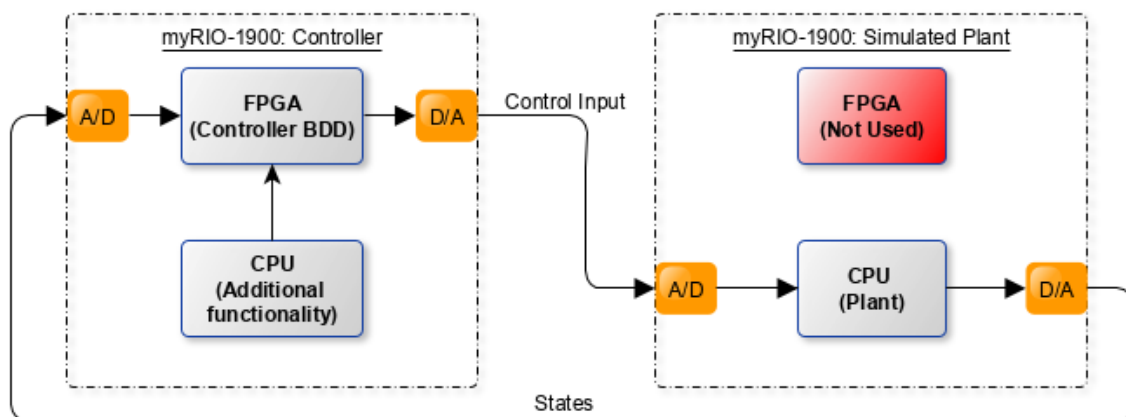 myRIO-1900: Controller
A/D
FPGA
(Controller BDD)
D/A
CPU
(Additional
functionality)
Control Input
myRIO-1900: Simulated Plant
FPGA
(Not Used)
A/D
CPU
(Plant)
D/A
States